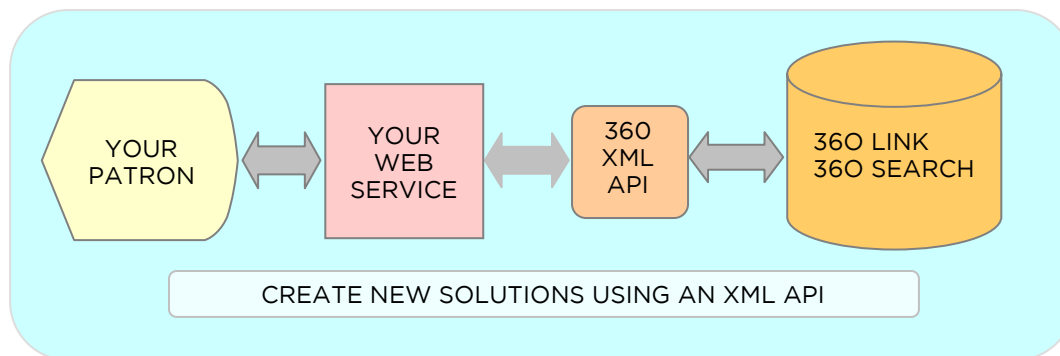 YOUR
PATRON
YOUR
WEB
SERVICE
360
XML
API
36O LINK
36O SEARCH
CREATE NEW SOLUTIONS USING AN XML API